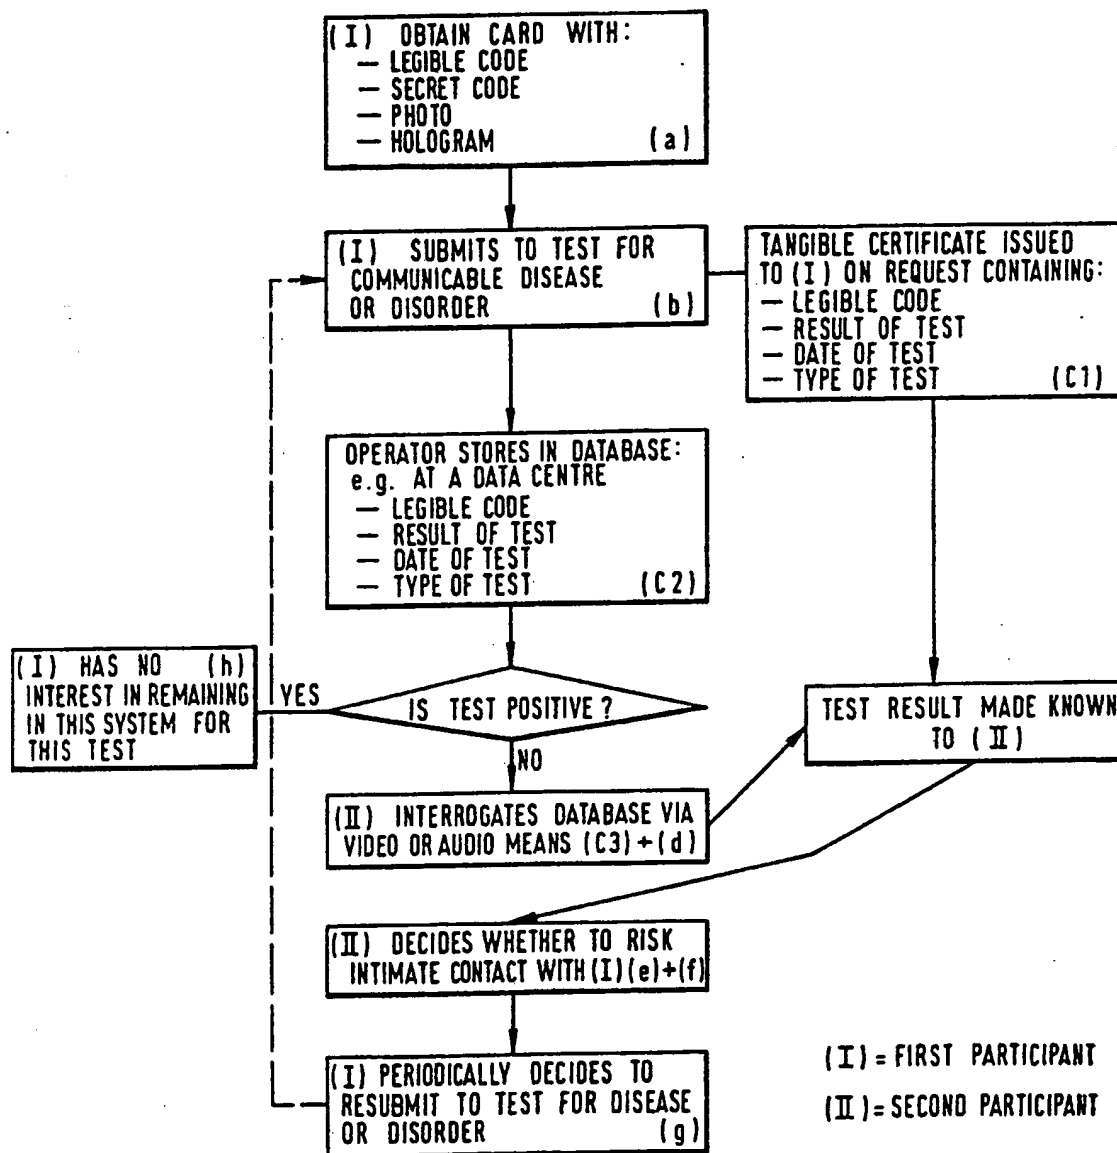 (I) OBTAIN CARD WITH:
— LEGIBLE CODE
— SECRET CODE
— PHOTO
— HOLOGRAM (a)
(I) SUBMITS TO TEST FOR
COMMUNICABLE DISEASE
OR DISORDER (b)
TANGIBLE CERTIFICATE ISSUED
TO (I) ON REQUEST CONTAINING:
— LEGIBLE CODE
— RESULT OF TEST
— DATE OF TEST
— TYPE OF TEST (C1)
OPERATOR STORES IN DATABASE:
e.g. AT A DATA CENTRE
— LEGIBLE CODE
— RESULT OF TEST
— DATE OF TEST
— TYPE OF TEST (C2)
(I) HAS NO (h)
INTEREST IN REMAINING
IN THIS SYSTEM FOR
THIS TEST
YES
IS TEST POSITIVE ?
NO
TEST RESULT MADE KNOWN
TO (II)
(II) INTERROGATES DATABASE VIA
VIDEO OR AUDIO MEANS (C3)+(d)
(II) DECIDES WHETHER TO RISK
INTIMATE CONTACT WITH (I)(e)+(f)
(I) PERIODICALLY DECIDES TO
RESUBMIT TO TEST FOR DISEASE
OR DISORDER (g)
(I) = FIRST PARTICIPANT
(II) = SECOND PARTICIPANT